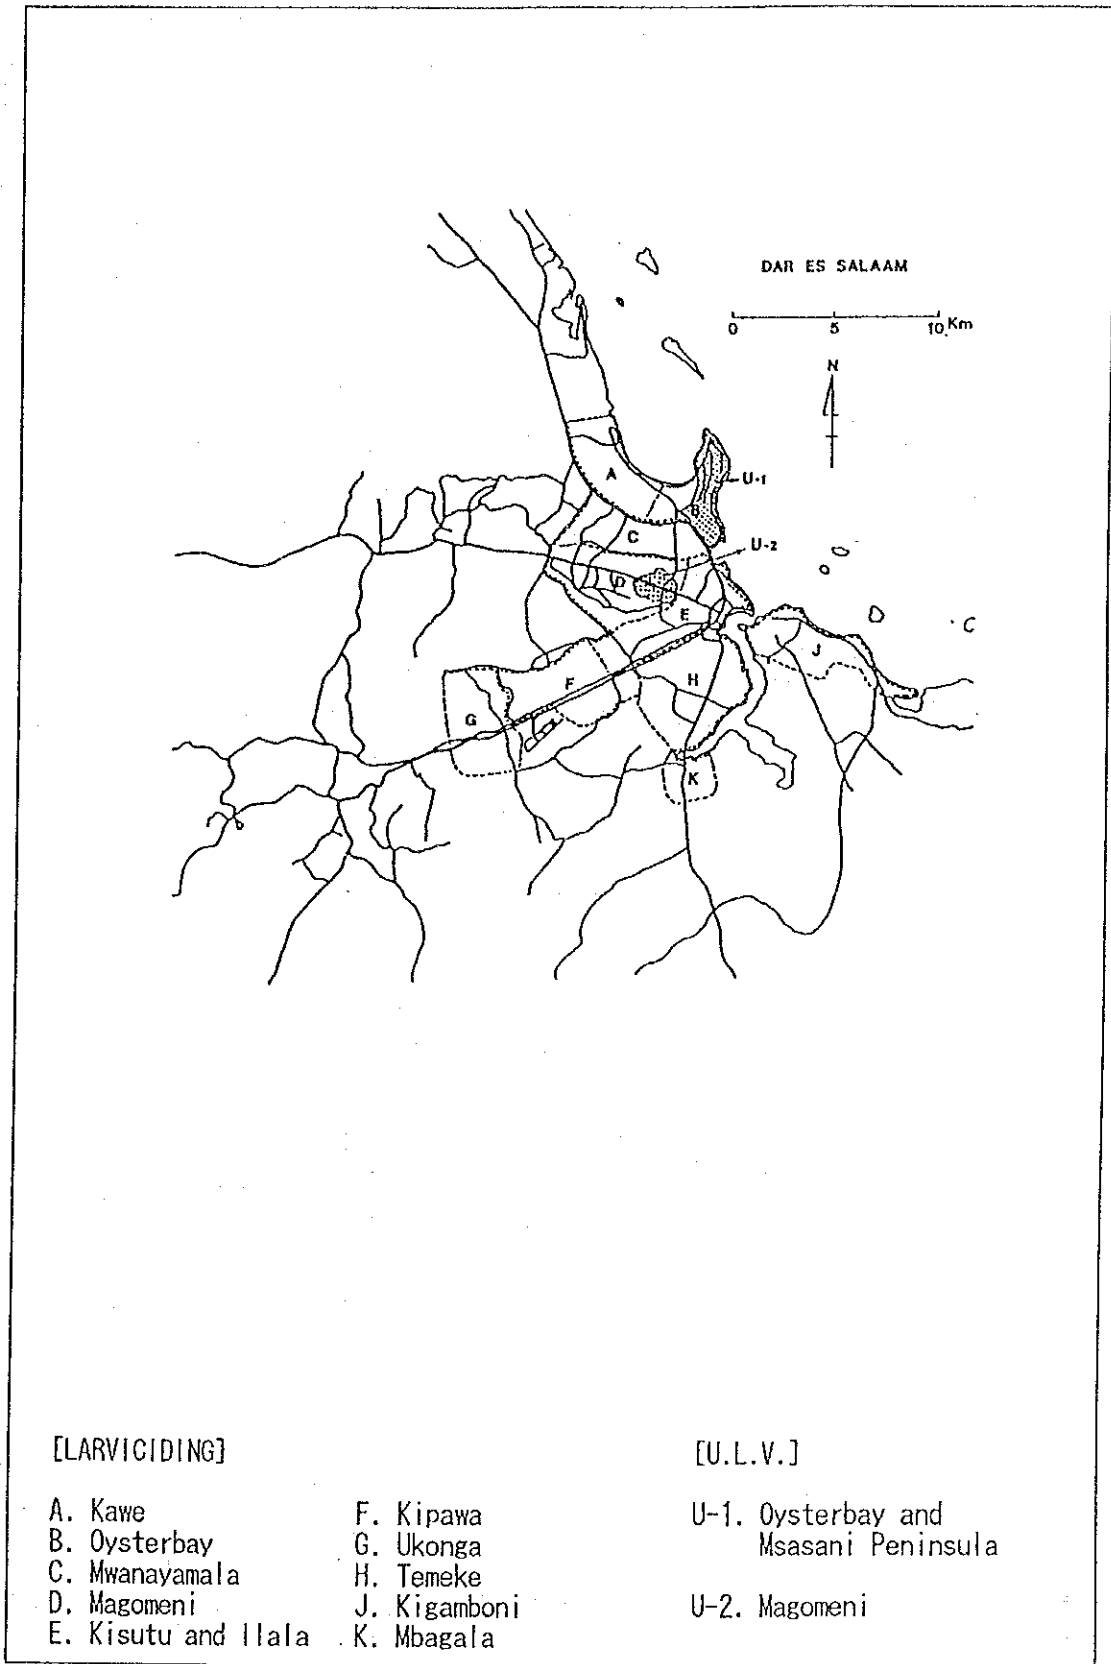 DAR ES SALAAM
0 5 10 Km
N
A
U-1
B
C
U-2
D
E
C
J
F
H
G
K
[LARVICIDING]
A. Kawe
B. Oysterbay
C. Mwanayamala
D. Magomeni
E. Kisutu and Ilala
F. Kipawa
G. Ukonga
H. Temeke
J. Kigamboni
K. Mbagala
[U.L.V.]
U-1. Oysterbay and
Msasani Peninsula
U-2. Magomeni